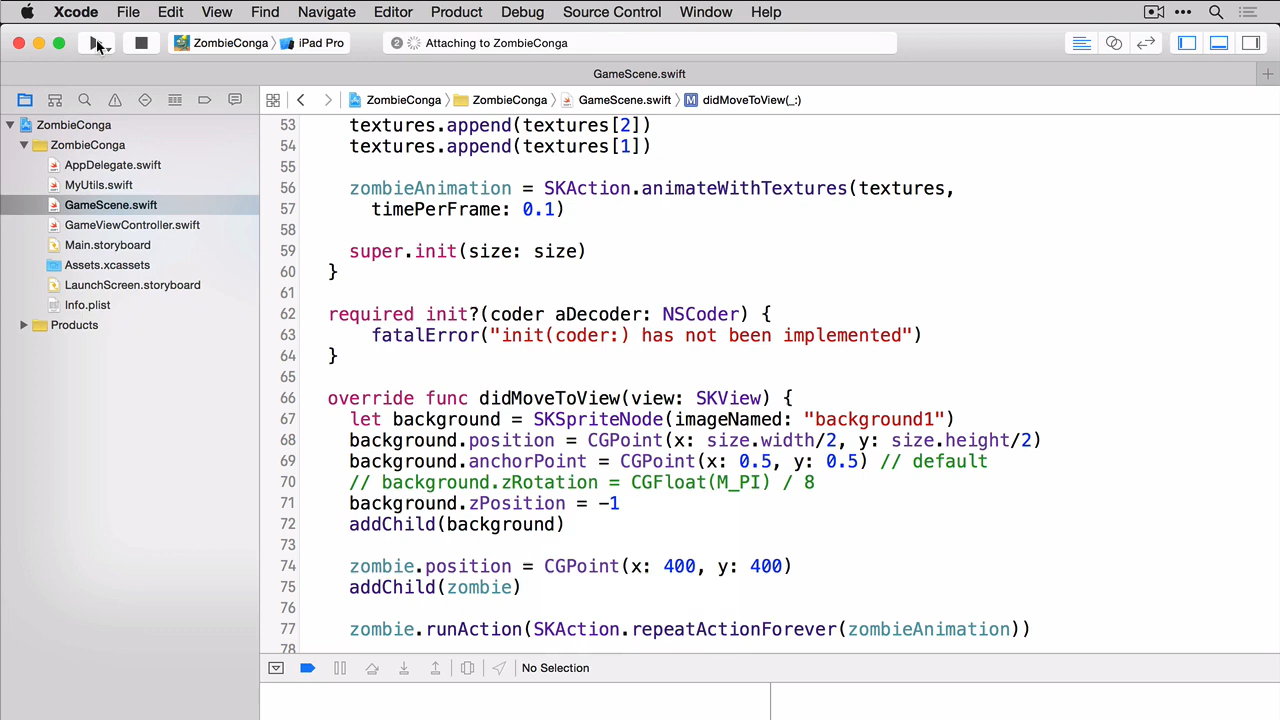 Xcode File Edit View Find Navigate Editor Product Debug Source Control Window Help
ZombieConga iPad Pro 2 Attaching to ZombieConga
GameScene.swift
ZombieConga ZombieConga GameScene.swift M didMoveToView(_:)
ZombieConga
ZombieConga
AppDelegate.swift
MyUtils.swift
GameScene.swift
GameViewController.swift
Main.storyboard
Assets.xcassets
LaunchScreen.storyboard
Info.plist
Products
53 textures.append(textures[2])
54 textures.append(textures[1])
55
56 zombieAnimation = SKAction.animateWithTextures(textures,
57 timePerFrame: 0.1)
58
59 super.init(size: size)
60 }
61
62 required init?(coder aDecoder: NSCoder) {
63 fatalError("init(coder:) has not been implemented")
64 }
65
66 override func didMoveToView(view: SKView) {
67 let background = SKSpriteNode(imageNamed: "background1")
68 background.position = CGPoint(x: size.width/2, y: size.height/2)
69 background.anchorPoint = CGPoint(x: 0.5, y: 0.5) // default
70 // background.zRotation = CGFloat(M_PI) / 8
71 background.zPosition = -1
72 addChild(background)
73
74 zombie.position = CGPoint(x: 400, y: 400)
75 addChild(zombie)
76
77 zombie.runAction(SKAction.repeatActionForever(zombieAnimation))
78
No Selection